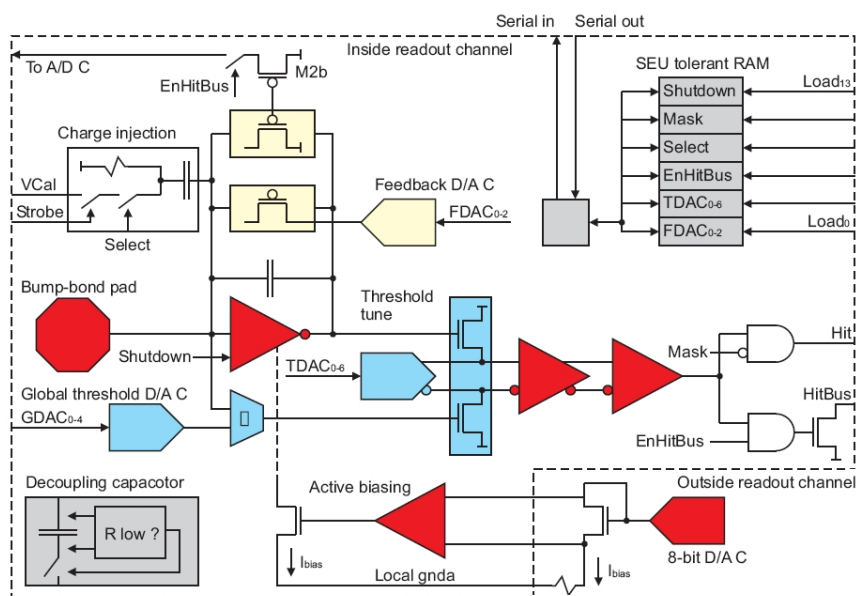 Serial in
Serial out
Inside readout channel
To A/D C
M2b
EnHitBus
SEU tolerant RAM
Shutdown
Load13
Mask
Select
EnHitBus
TDAC0-6
FDAC0-2
Load0
Charge injection
VCal
Strobe
Select
Feedback D/A C
FDAC0-2
Bump-bond pad
Threshold
tune
Shutdown
TDAC0-6
Mask
Hit
Global threshold D/A C
GDAC0-4
HitBus
EnHitBus
Decoupling capacotor
R low ?
Active biasing
Outside readout channel
8-bit D/A C
Ibias
Ibias
Local gnda